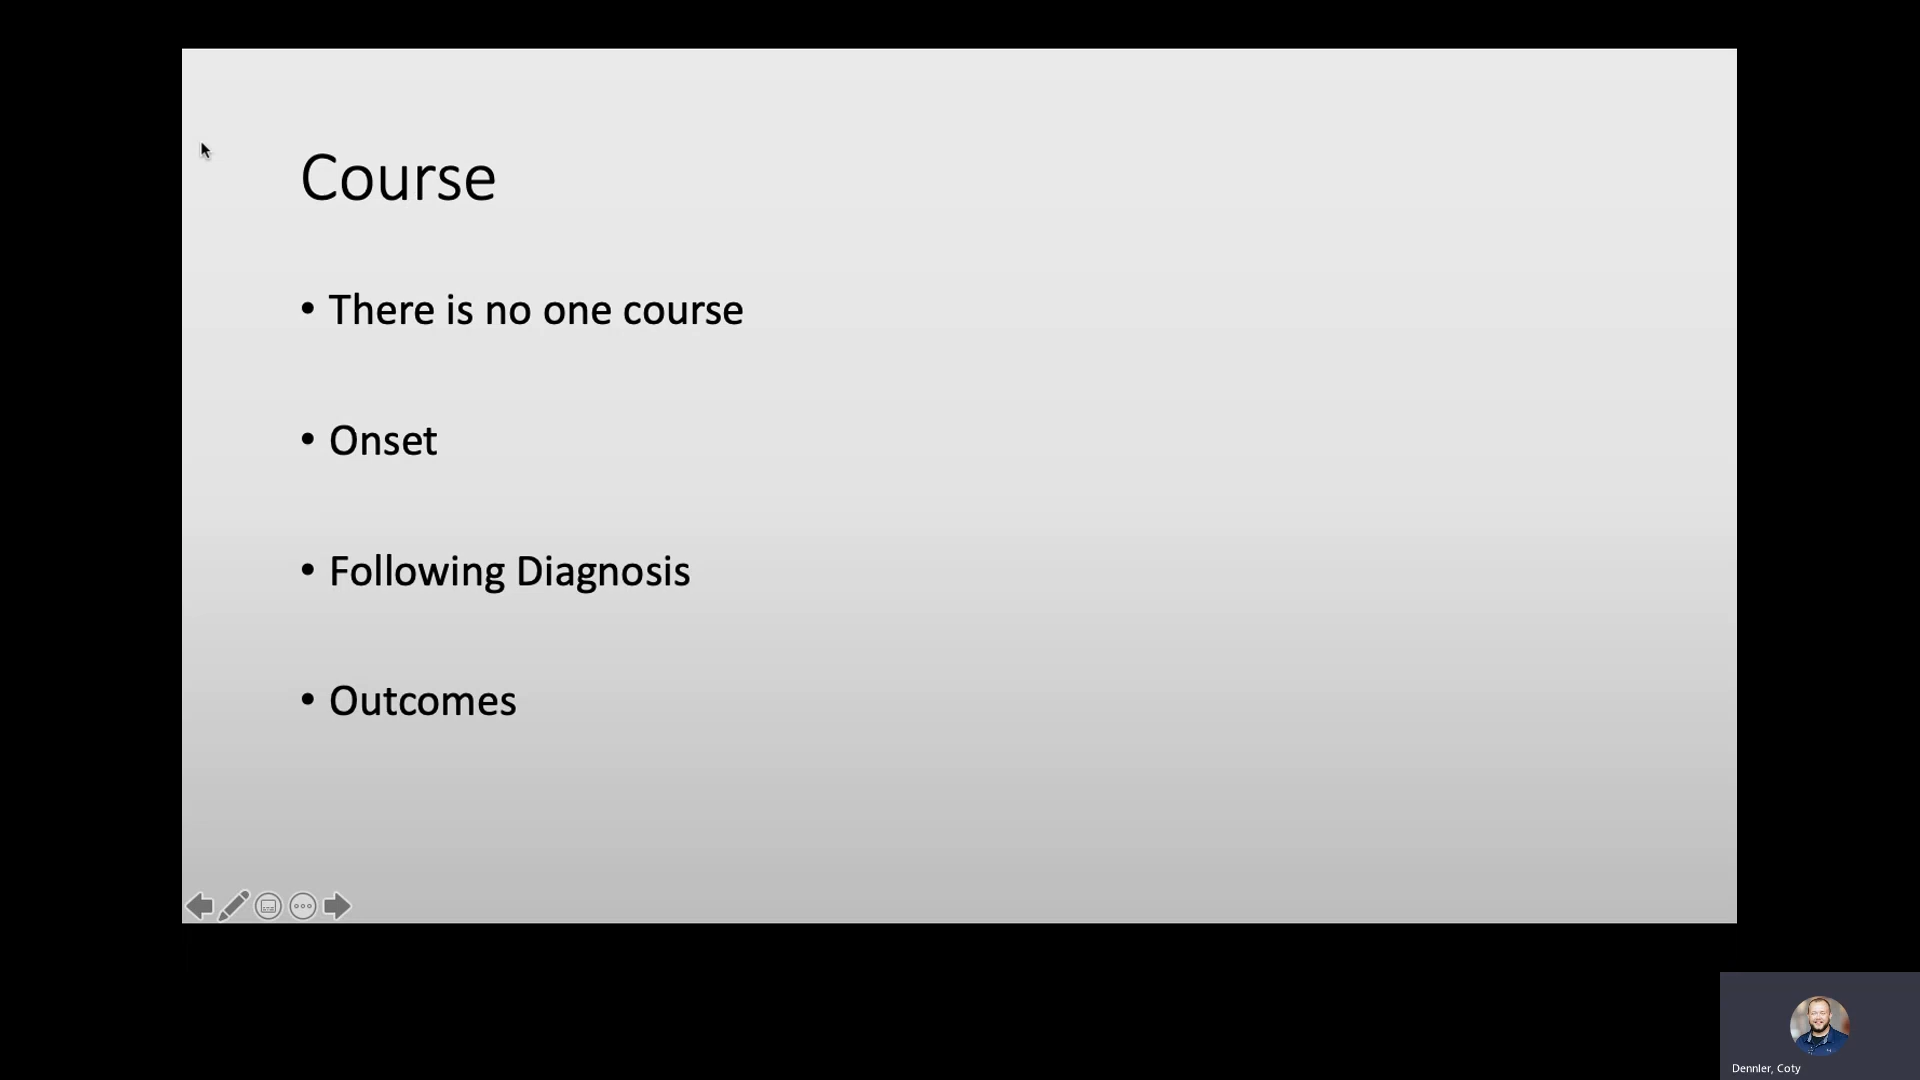 Course
• There is no one course
• Onset
• Following Diagnosis
• Outcomes
Dennler, Coty